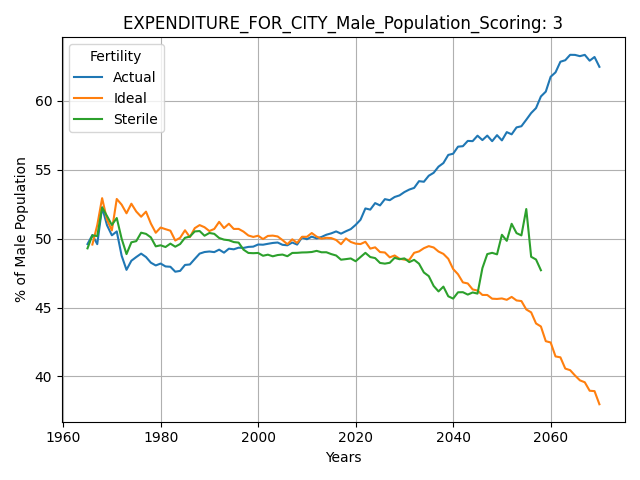 EXPENDITURE_FOR_CITY_Male_Population_Scoring: 3
Fertility
Actual
Ideal
Sterile
% of Male Population
60
55
50
45
40
1960 1980 2000 2020 2040 2060
Years